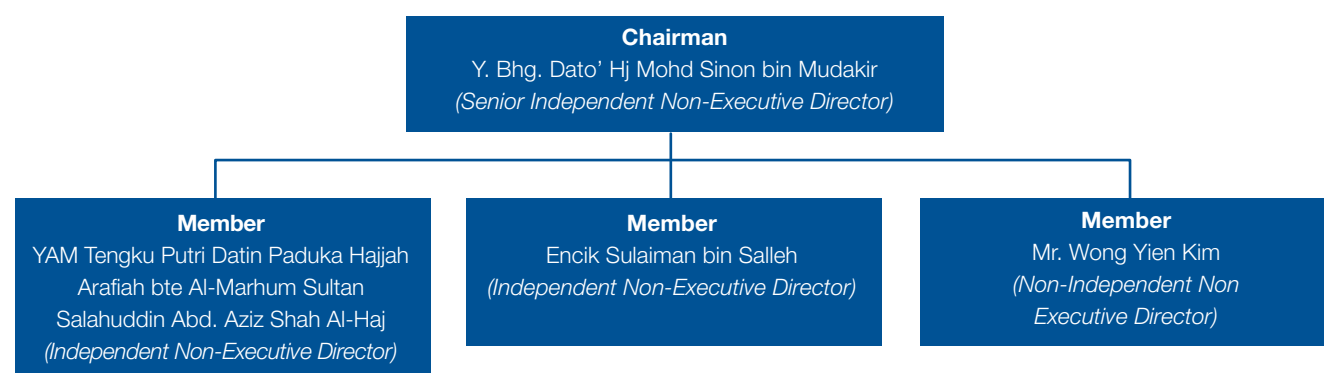 Chairman
Y. Bhg. Dato' Hj Mohd Sinon bin Mudakir
(Senior Independent Non-Executive Director)
Member
YAM Tengku Putri Datin Paduka Hajjah
Arafiah bte Al-Marhum Sultan
Salahuddin Abd. Aziz Shah Al-Haj
(Independent Non-Executive Director)
Member
Encik Sulaiman bin Salleh
(Independent Non-Executive Director)
Member
Mr. Wong Yien Kim
(Non-Independent Non
Executive Director)